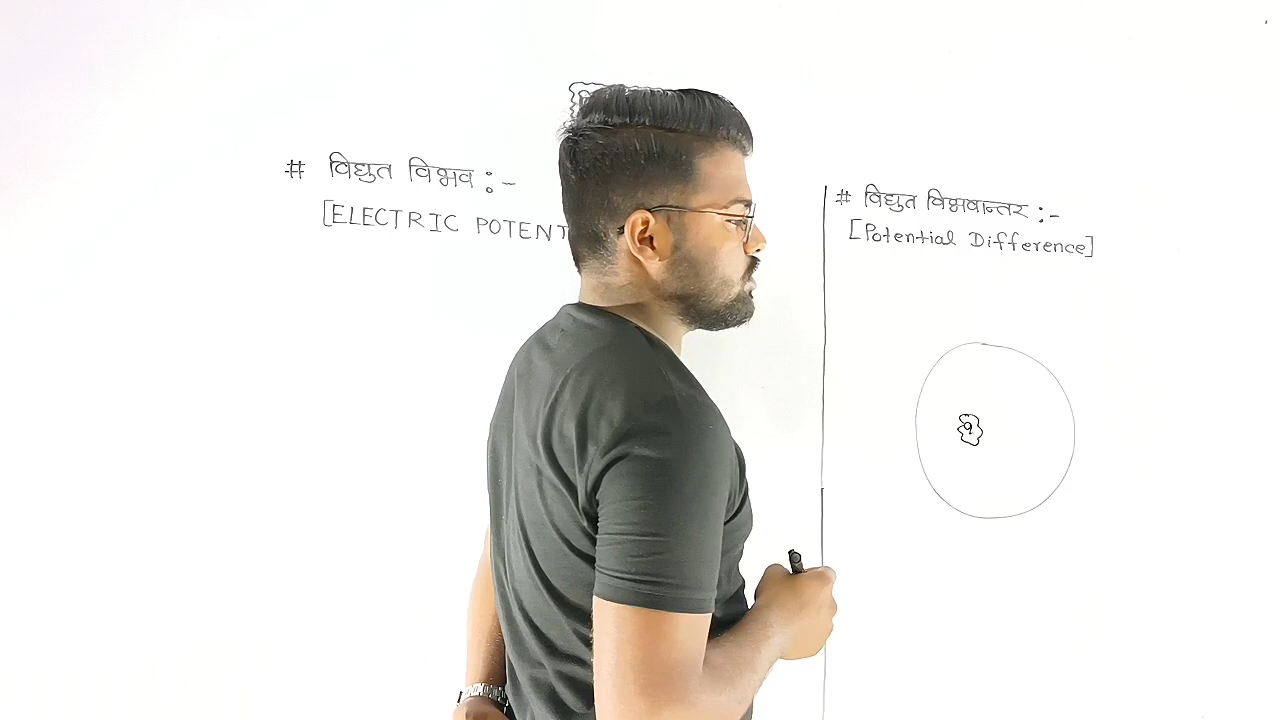 # विद्युत विभव :-
[ELECTRIC POTENT
# विद्युत विभवान्तर :-
[Potential Difference]
q